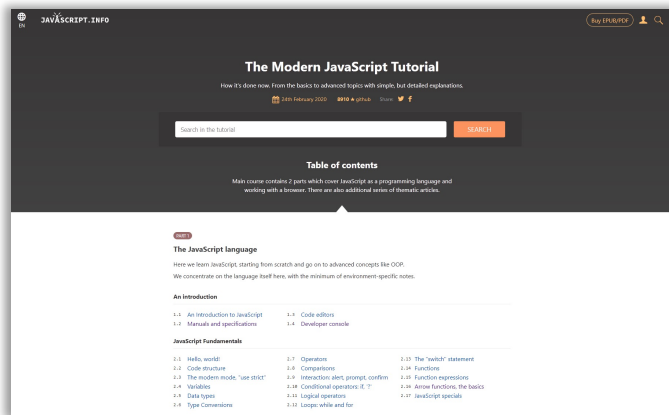 EN
JAVASCRIPT.INFO
Buy EPUB/PDF
The Modern JavaScript Tutorial
How it's done now. From the basics to advanced topics with simple, but detailed explanations.
24th February 2020 8910 ★ github Share
Search in the tutorial
SEARCH
Table of contents
Main course contains 2 parts which cover JavaScript as a programming language and
working with a browser. There are also additional series of thematic articles.
PART 1
The JavaScript language
Here we learn JavaScript, starting from scratch and go on to advanced concepts like OOP.
We concentrate on the language itself here, with the minimum of environment-specific notes.
An introduction
1.1 An Introduction to JavaScript
1.2 Manuals and specifications
1.3 Code editors
1.4 Developer console
JavaScript Fundamentals
2.1 Hello, world!
2.2 Code structure
2.3 The modern mode, "use strict"
2.4 Variables
2.5 Data types
2.6 Type Conversions
2.7 Operators
2.8 Comparisons
2.9 Interaction: alert, prompt, confirm
2.10 Conditional operators: if, '?'
2.11 Logical operators
2.12 Loops: while and for
2.13 The "switch" statement
2.14 Functions
2.15 Function expressions
2.16 Arrow functions, the basics
2.17 JavaScript specials